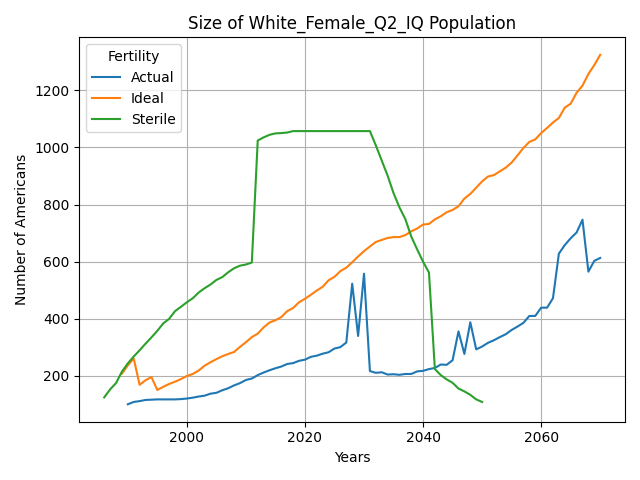 Size of White_Female_Q2_IQ Population
Fertility
Actual
Ideal
Sterile
Number of Americans
1200
1000
800
600
400
200
2000
2020
2040
2060
Years